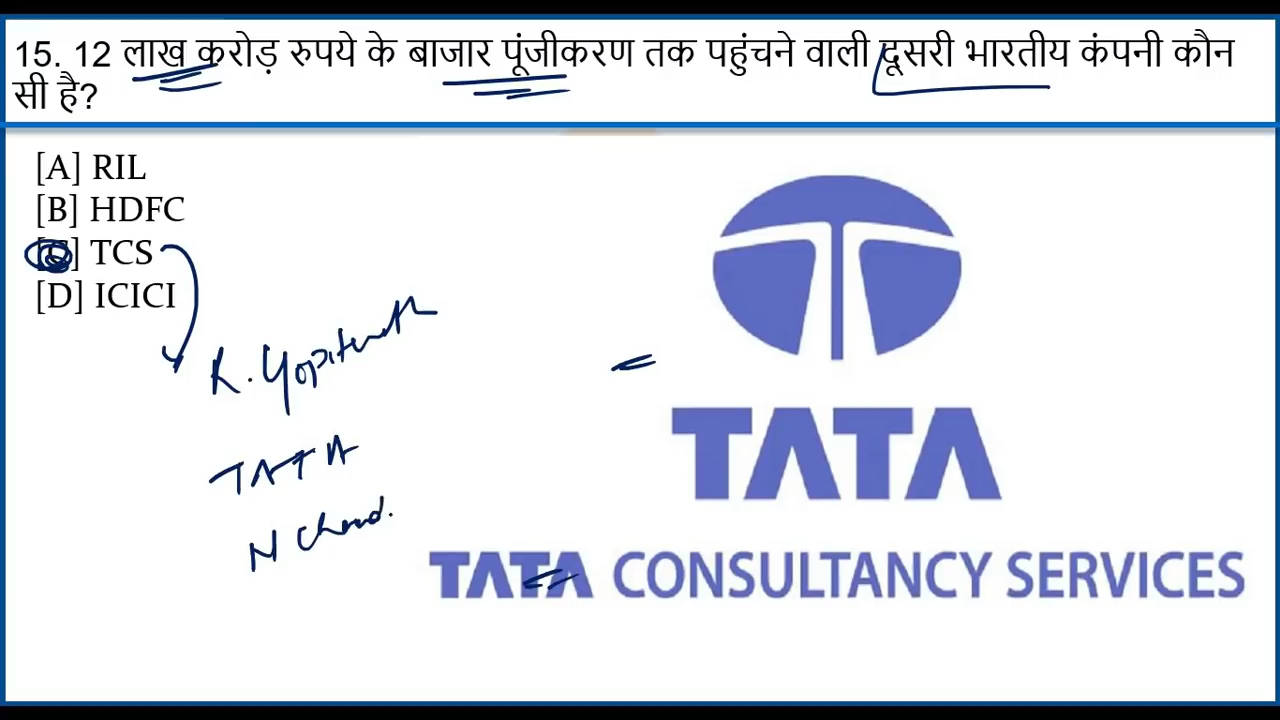 15. 12 लाख करोड़ रुपये के बाजार पूंजीकरण तक पहुंचने वाली दूसरी भारतीय कंपनी कौन
सी है?
[A] RIL
[B] HDFC
[C] TCS
[D] ICICI
TATA
N Chand.
TATA
TATA CONSULTANCY SERVICES